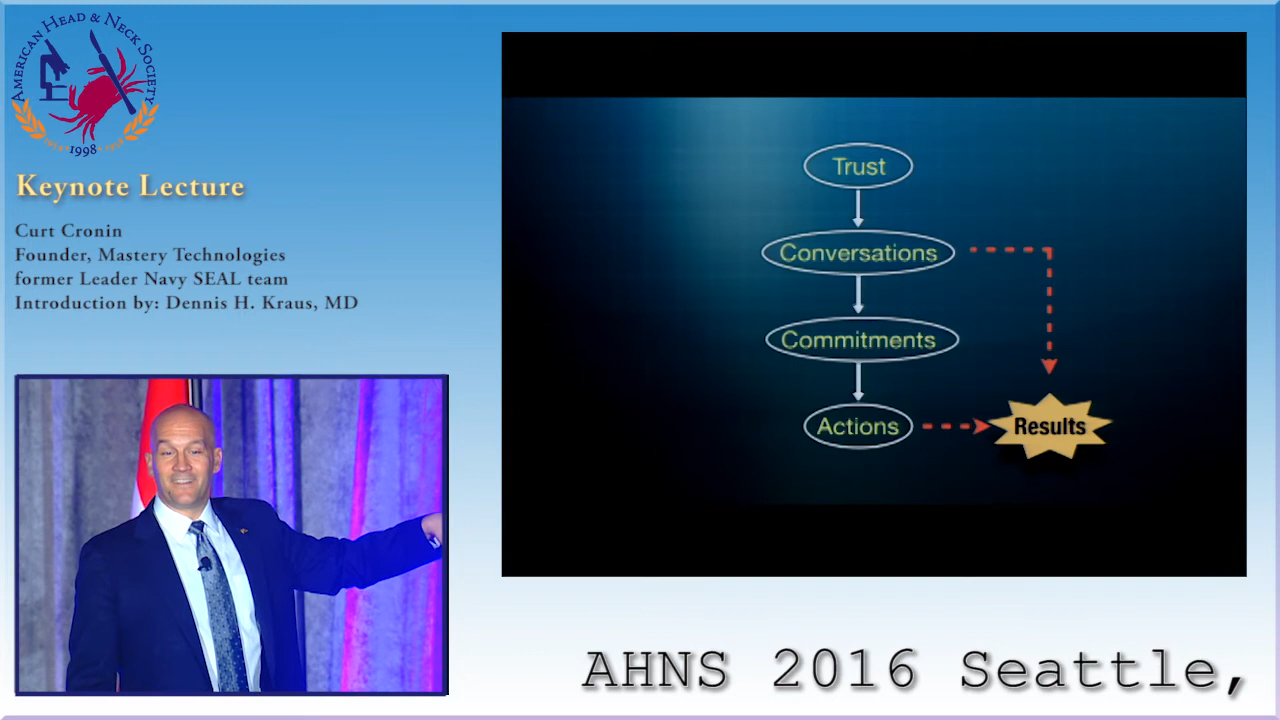 AMERICAN HEAD & NECK SOCIETY
1998
Keynote Lecture
Curt Cronin
Founder, Mastery Technologies
former Leader Navy SEAL team
Introduction by: Dennis H. Kraus, MD
Trust
Conversations
Commitments
Actions
Results
AHNS 2016 Seattle,